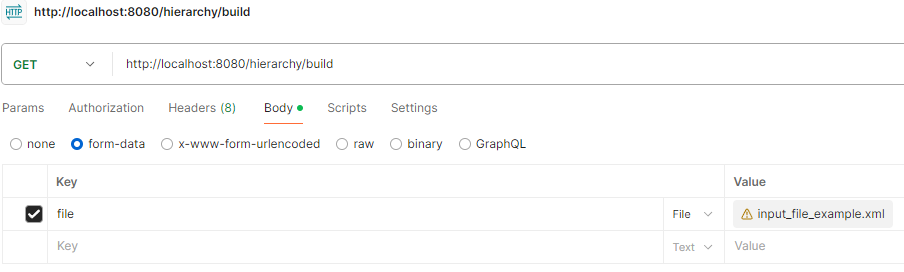 HTTP http://localhost:8080/hierarchy/build
GET http://localhost:8080/hierarchy/build
Params Authorization Headers (8) Body Scripts Settings
none form-data x-www-form-urlencoded raw binary GraphQL
Key Value
file File input_file_example.xml
Key Text Value